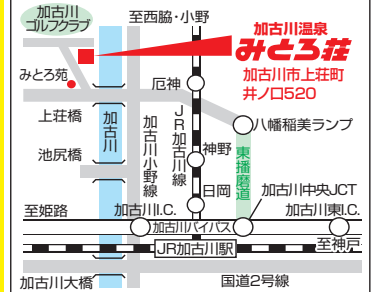 加古川
ゴルフクラブ
至西脇・小野
加古川温泉
みとろ荘
加古川市上荘町
井ノ口520
みとろ苑
厄神
上荘橋
加古川
加古川小野線
JR加古川線
八幡稲美ランプ
池尻橋
神野
東播磨道
日岡
加古川中央JCT
至姫路
加古川I.C.
加古川バイパス
加古川東I.C.
JR加古川駅
至神戸
加古川大橋
国道2号線